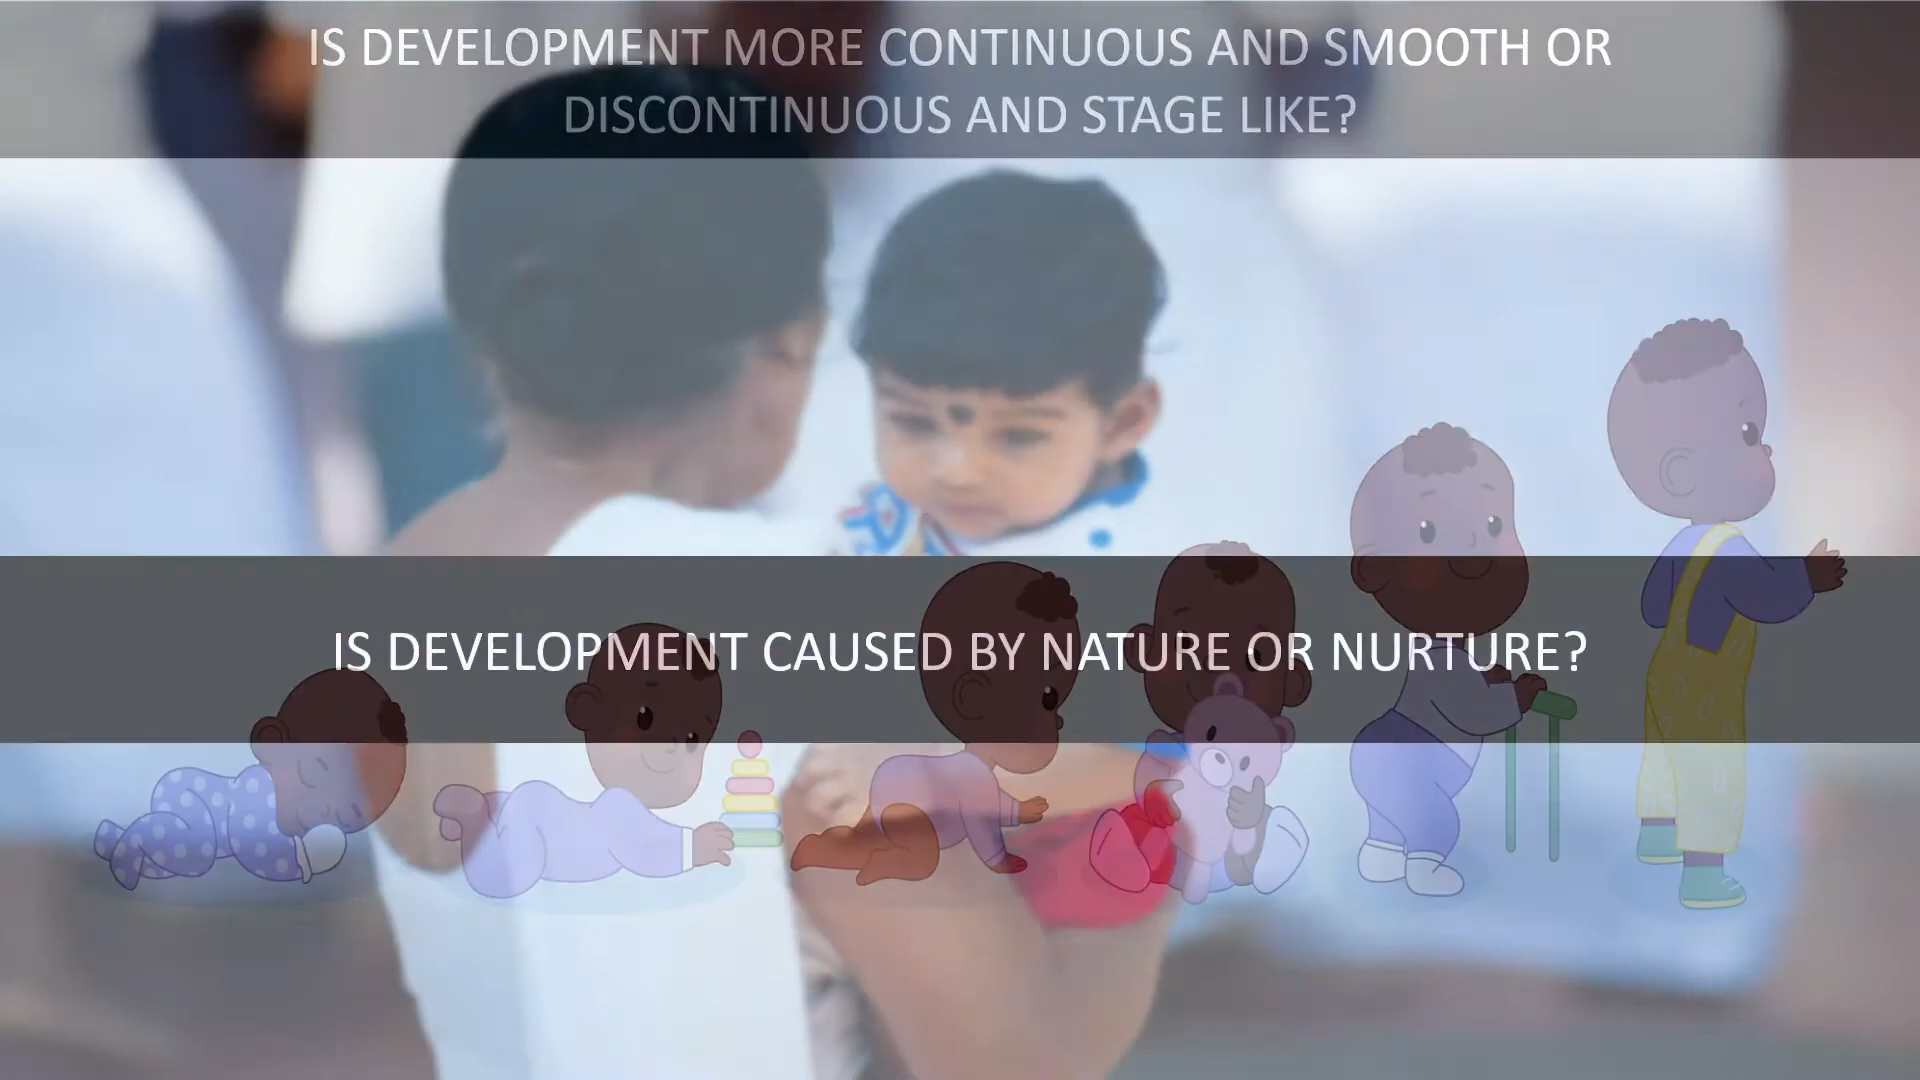 IS DEVELOPMENT MORE CONTINUOUS AND SMOOTH OR
DISCONTINUOUS AND STAGE LIKE?
IS DEVELOPMENT CAUSED BY NATURE OR NURTURE?